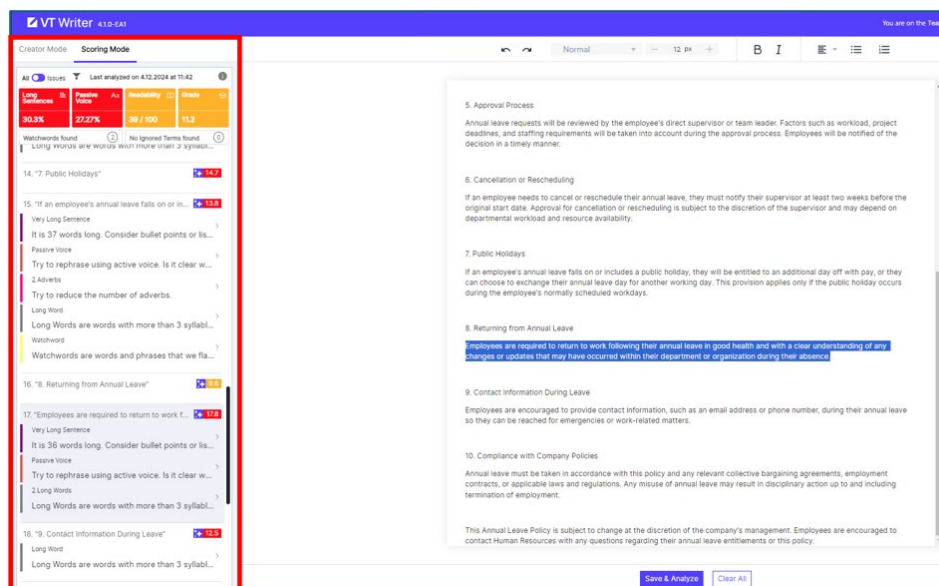 VT Writer 4.1.0-EA1
You are on the Tea
Creator Mode Scoring Mode
Normal 12 px B I
All Issues Last analyzed on 4.12.2024 at 11:42
Long Sentences
30.3%
Passive Voice Aa
27.27%
Readability
39 / 100
Grade
11.2
Watchwords found 2
No Ignored Terms found 0
Long Words are words with more than 3 syllabl...
14. "7. Public Holidays" 14.7
15. "If an employee's annual leave falls on or in... 13.8
Very Long Sentence
It is 37 words long. Consider bullet points or lis...
Passive Voice
Try to rephrase using active voice. Is it clear w...
2 Adverbs
Try to reduce the number of adverbs.
Long Word
Long Words are words with more than 3 syllabl...
Watchword
Watchwords are words and phrases that we fla...
16. "8. Returning from Annual Leave"
17. "Employees are required to return to work f... 17.8
Very Long Sentence
It is 36 words long. Consider bullet points or lis...
Passive Voice
Try to rephrase using active voice. Is it clear w...
2 Long Words
Long Words are words with more than 3 syllabl...
18. "9. Contact Information During Leave" 12.5
Long Word
Long Words are words with more than 3 syllabl...
5. Approval Process
Annual leave requests will be reviewed by the employee's direct supervisor or team leader. Factors such as workload, project
deadlines, and staffing requirements will be taken into account during the approval process. Employees will be notified of the
decision in a timely manner.
6. Cancellation or Rescheduling
If an employee needs to cancel or reschedule their annual leave, they must notify their supervisor at least two weeks before the
original start date. Approval for cancellation or rescheduling is subject to the discretion of the supervisor and may depend on
departmental workload and resource availability.
7. Public Holidays
If an employee's annual leave falls on or includes a public holiday, they will be entitled to an additional day off with pay, or they
can choose to exchange their annual leave day for another working day. This provision applies only if the public holiday occurs
during the employee's normally scheduled workdays.
8. Returning from Annual Leave
Employees are required to return to work following their annual leave in good health and with a clear understanding of any
changes or updates that may have occurred within their department or organization during their absence.
9. Contact Information During Leave
Employees are encouraged to provide contact information, such as an email address or phone number, during their annual leave
so they can be reached for emergencies or work-related matters.
10. Compliance with Company Policies
Annual leave must be taken in accordance with this policy and any relevant collective bargaining agreements, employment
contracts, or applicable laws and regulations. Any misuse of annual leave may result in disciplinary action up to and including
termination of employment.
This Annual Leave Policy is subject to change at the discretion of the company's management. Employees are encouraged to
contact Human Resources with any questions regarding their annual leave entitlements or this policy.
Save & Analyze Clear All